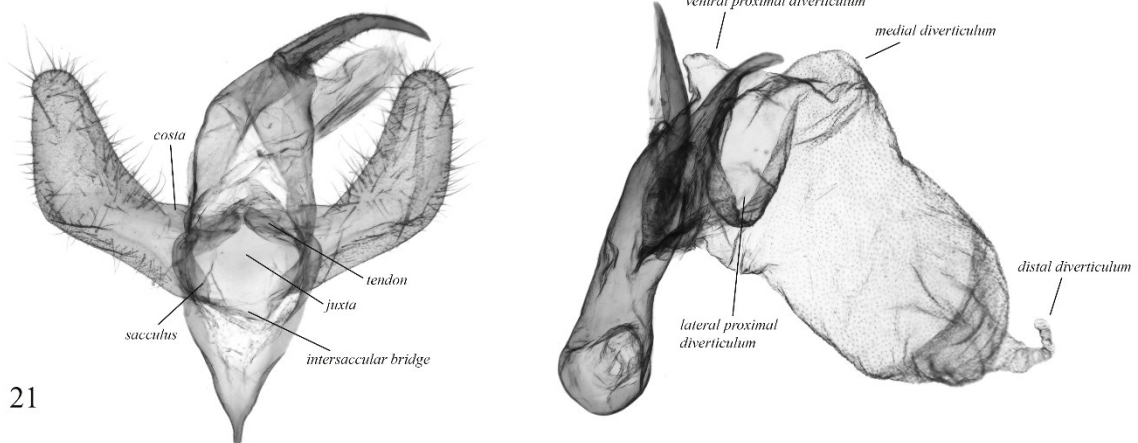 ventral proximal diverticulum
medial diverticulum
costa
tendon
juxta
sacculus
intersaccular bridge
distal diverticulum
lateral proximal
diverticulum
21